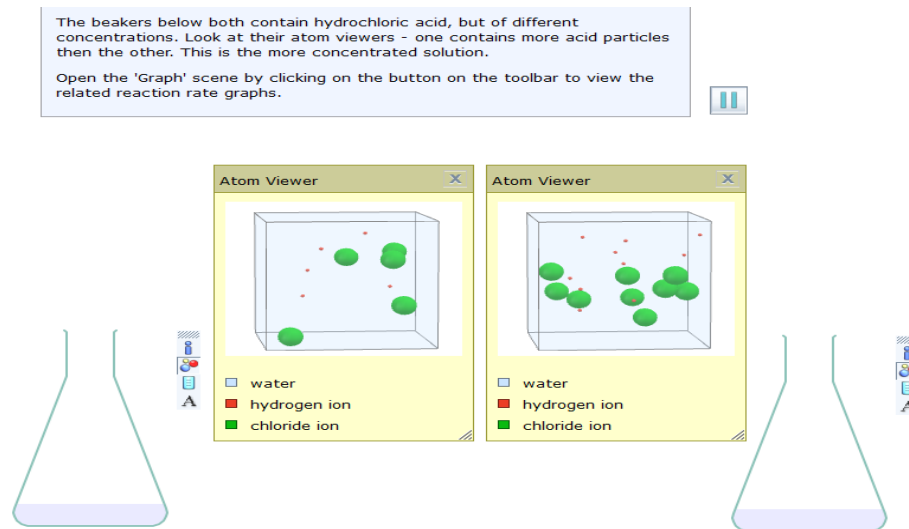 The beakers below both contain hydrochloric acid, but of different
concentrations. Look at their atom viewers - one contains more acid particles
then the other. This is the more concentrated solution.
Open the 'Graph' scene by clicking on the button on the toolbar to view the
related reaction rate graphs.
Atom Viewer
x
water
hydrogen ion
chloride ion
Atom Viewer
x
water
hydrogen ion
chloride ion
i
A
i
A